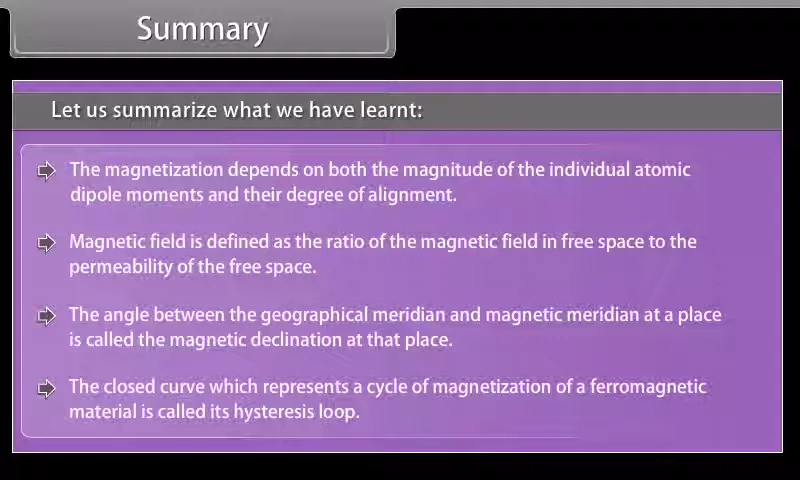 Summary
Let us summarize what we have learnt:
The magnetization depends on both the magnitude of the individual atomic
dipole moments and their degree of alignment.
Magnetic field is defined as the ratio of the magnetic field in free space to the
permeability of the free space.
The angle between the geographical meridian and magnetic meridian at a place
is called the magnetic declination at that place.
The closed curve which represents a cycle of magnetization of a ferromagnetic
material is called its hysteresis loop.